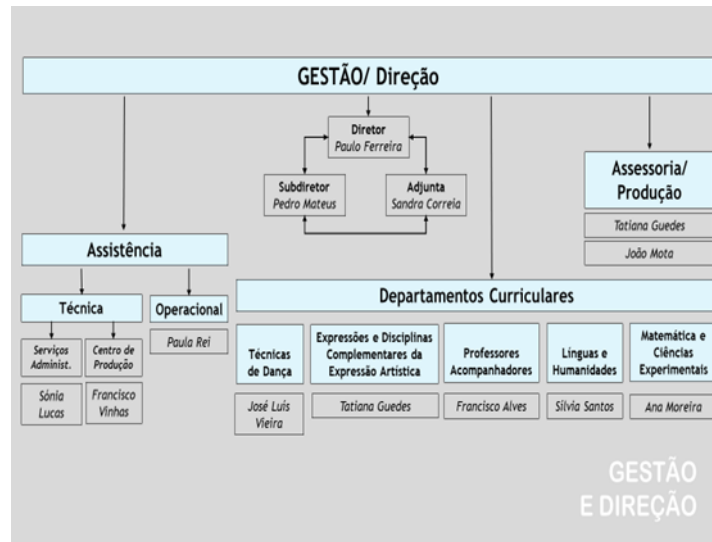 GESTÃO/ Direção
Diretor
Paulo Ferreira
Subdiretor
Pedro Mateus
Adjunta
Sandra Correia
Assessoria/
Produção
Tatiana Guedes
João Mota
Assistência
Técnica
Operacional
Serviços
Administ.
Centro de
Produção
Paula Rei
Sónia
Lucas
Francisco
Vinhas
Departamentos Curriculares
Técnicas
de Dança
Expressões e Disciplinas
Complementares da
Expressão Artística
Professores
Acompanhadores
Línguas e
Humanidades
Matemática e
Ciências
Experimentais
José Luis
Vieira
Tatiana Guedes
Francisco Alves
Silvia Santos
Ana Moreira
GESTÃO
E DIREÇÃO